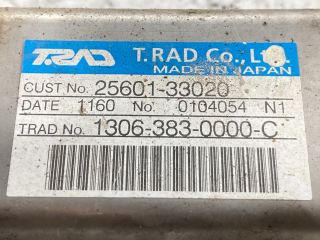 T.RAD T.RAD Co., Ltd.
MADE IN JAPAN
CUST No. 25601-33020
DATE 1160 No. 0104054 N1
TRAD No. 1306-383-0000-C